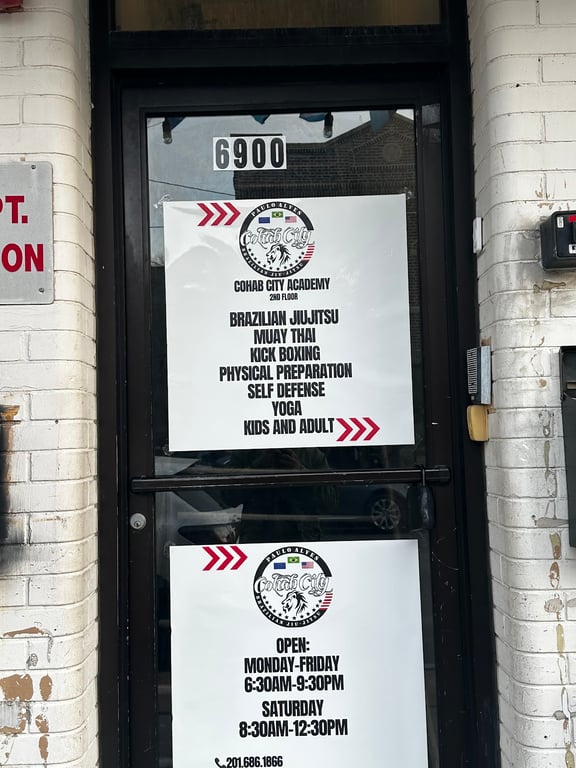 6900
PT.
ON
PAULO ALVES
Cohab City
BRAZILIAN JIU-JITSU
COHAB CITY ACADEMY
2ND FLOOR
BRAZILIAN JIUJITSU
MUAY THAI
KICK BOXING
PHYSICAL PREPARATION
SELF DEFENSE
YOGA
KIDS AND ADULT
PAULO ALVES
Cohab City
BRAZILIAN JIU-JITSU
OPEN:
MONDAY-FRIDAY
6:30AM-9:30PM
SATURDAY
8:30AM-12:30PM
201.686.1866